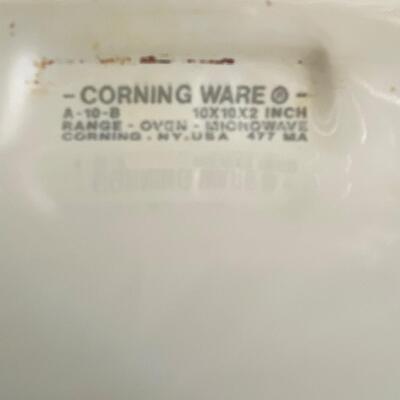 - CORNING WARE ® -
A-10-B 10X10X2 INCH
RANGE - OVEN - MICROWAVE
CORNING . NY. USA 477 MA